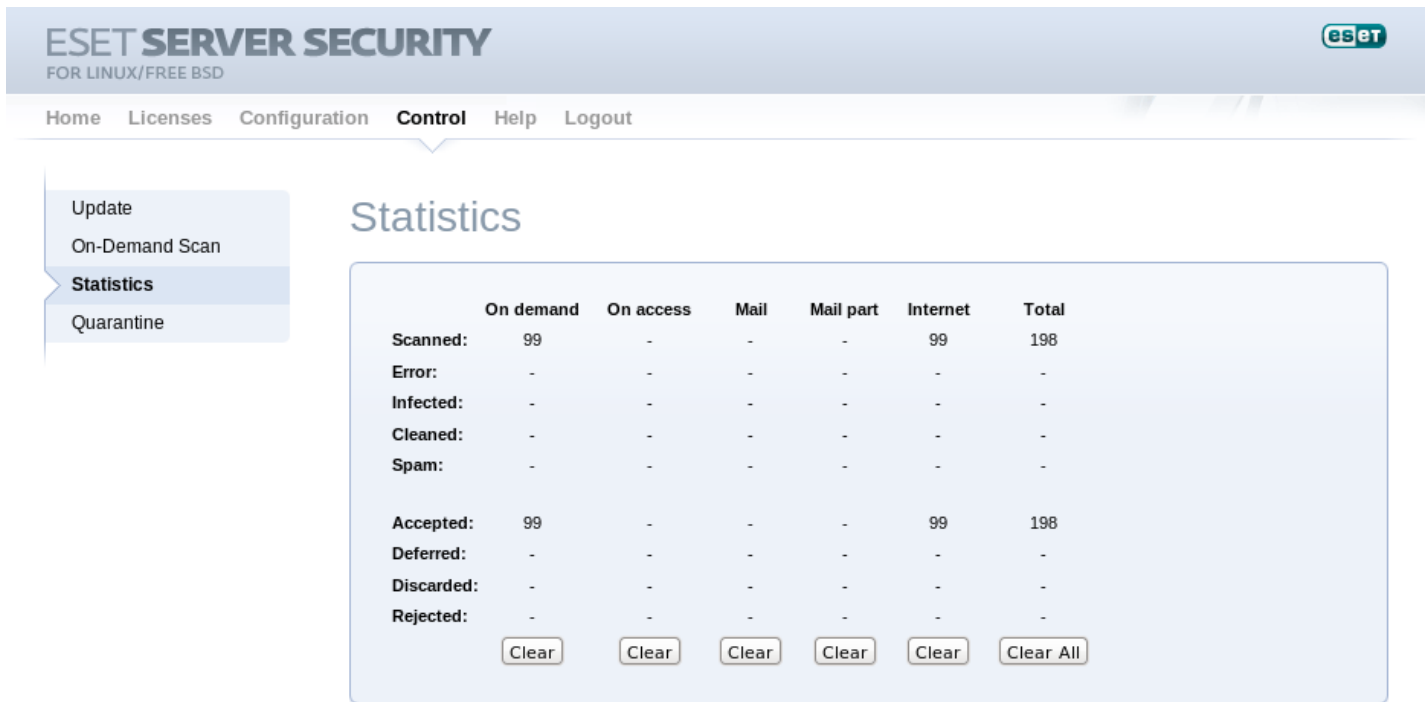 ESET SERVER SECURITY
FOR LINUX/FREE BSD
eset
Home Licenses Configuration Control Help Logout
Update
On-Demand Scan
Statistics
Quarantine
Statistics
On demand On access Mail Mail part Internet Total
Scanned: 99 - - - 99 198
Error: - - - - - -
Infected: - - - - - -
Cleaned: - - - - - -
Spam: - - - - - -
Accepted: 99 - - - 99 198
Deferred: - - - - - -
Discarded: - - - - - -
Rejected: - - - - - -
Clear Clear Clear Clear Clear Clear All